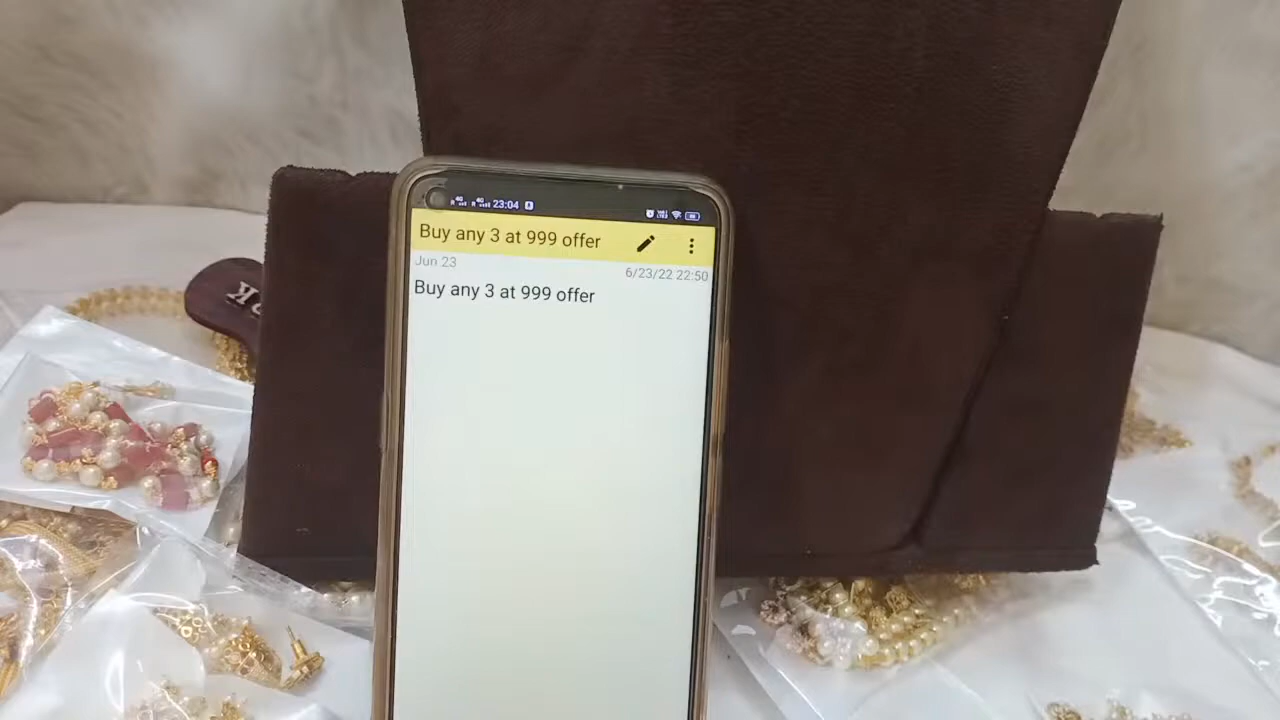 23:04
Buy any 3 at 999 offer
Jun 23
6/23/22 22:50
Buy any 3 at 999 offer